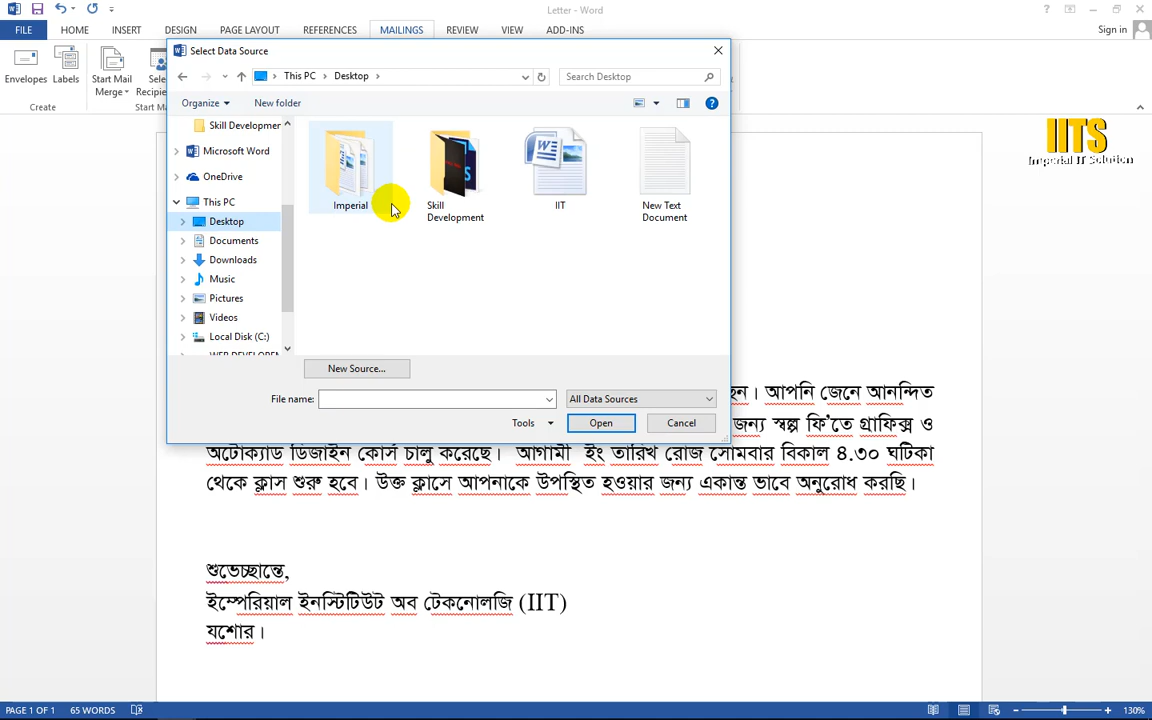 Letter - Word
Sign in
FILE HOME INSERT DESIGN PAGE LAYOUT REFERENCES MAILINGS REVIEW VIEW ADD-INS
Envelopes Labels Start Mail Merge
Create
Select Data Source
This PC > Desktop >
Search Desktop
Organize New folder
Microsoft Word
OneDrive
This PC
Desktop
Documents
Downloads
Music
Pictures
Videos
Local Disk (C:)
Imperial
Skill
Development
IIT
New Text
Document
New Source...
File name:
All Data Sources
Tools Open Cancel
IITS
Imperial IT Solution
আপনি জেনে আনন্দিত
জন্য স্বল্প ফি'তে গ্রাফিক্স ও
অটোক্যাড ডিজাইন কোর্স চালু করেছে। আগামী ইং তারিখ রোজ সোমবার বিকাল ৪.৩০ ঘটিকা
থেকে ক্লাস শুরু হবে। উক্ত ক্লাসে আপনাকে উপস্থিত হওয়ার জন্য একান্ত ভাবে অনুরোধ করছি।
শুভেচ্ছান্তে,
ইম্পেরিয়াল ইনস্টিটিউট অব টেকনোলজি (IIT)
যশোর।
PAGE 1 OF 1 65 WORDS
130%